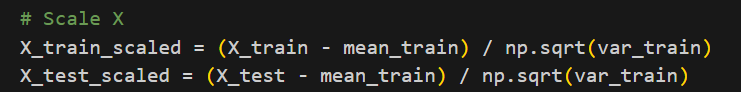 # Scale X
X_train_scaled = (X_train - mean_train) / np.sqrt(var_train)
X_test_scaled = (X_test - mean_train) / np.sqrt(var_train)